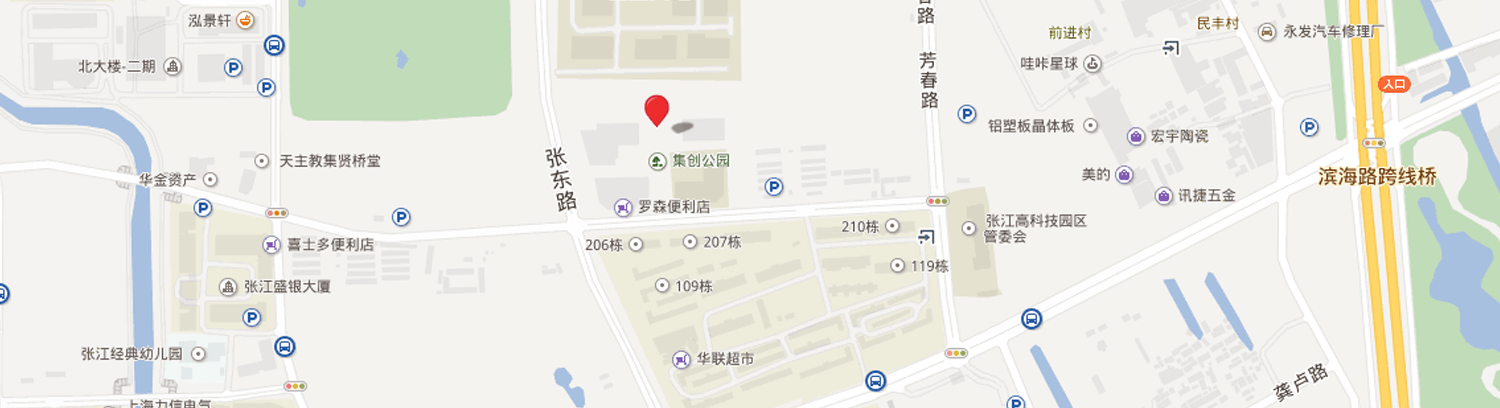 泓景轩
北大楼-二期
天主教集贤桥堂
华金资产
喜士多便利店
张江盛银大厦
张江经典幼儿园
上海力信电气
张东路
集创公园
罗森便利店
206栋
207栋
109栋
210栋
119栋
华联超市
春路
芳春路
前进村
民丰村
永发汽车修理厂
哇咔星球
铝塑板晶体板
宏宇陶瓷
美的
讯捷五金
入口
滨海路跨线桥
张江高科技园区
管委会
龚卢路
P
P
P
P
P
P
P
P
P
P